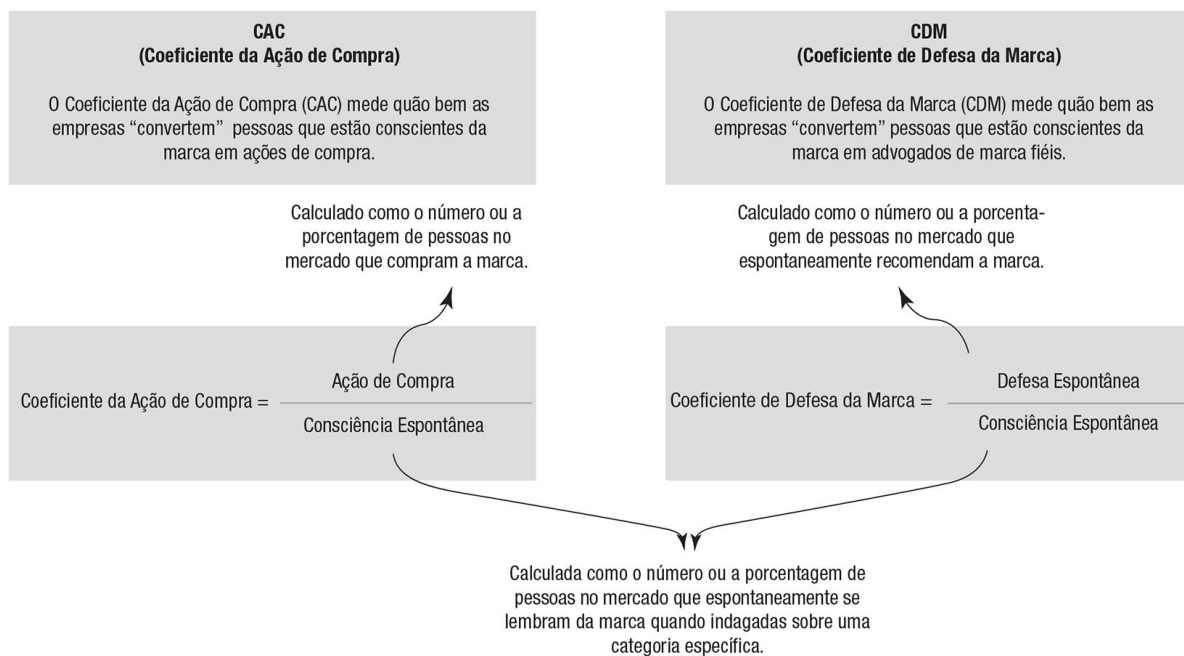 CAC
(Coeficiente da Ação de Compra)
O Coeficiente da Ação de Compra (CAC) mede quão bem as
empresas “convertem” pessoas que estão conscientes da
marca em ações de compra.
CDM
(Coeficiente de Defesa da Marca)
O Coeficiente de Defesa da Marca (CDM) mede quão bem as
empresas “convertem” pessoas que estão conscientes da
marca em advogados de marca fiéis.
Calculado como o número ou a
porcentagem de pessoas no
mercado que compram a marca.
Calculado como o número ou a porcenta-
gem de pessoas no mercado que
espontaneamente recomendam a marca.
Coeficiente da Ação de Compra =
Ação de Compra
Consciência Espontânea
Coeficiente de Defesa da Marca =
Defesa Espontânea
Consciência Espontânea
Calculada como o número ou a porcentagem de
pessoas no mercado que espontaneamente se
lembram da marca quando indagadas sobre uma
categoria específica.